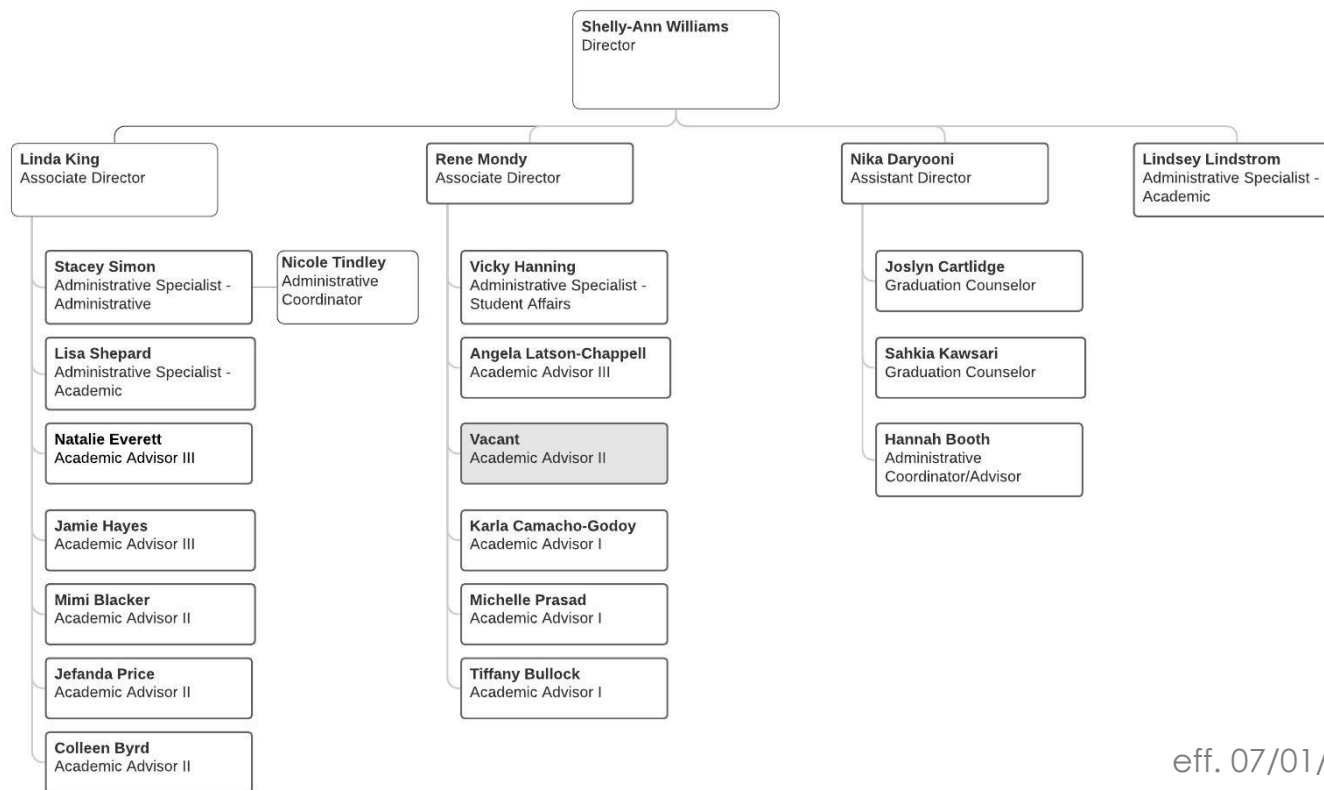 Shelly-Ann Williams
Director
Linda King
Associate Director
Rene Mondy
Associate Director
Nika Daryooni
Assistant Director
Lindsey Lindstrom
Administrative Specialist -
Academic
Stacey Simon
Administrative Specialist -
Administrative
Nicole Tindley
Administrative
Coordinator
Lisa Shepard
Administrative Specialist -
Academic
Natalie Everett
Academic Advisor III
Jamie Hayes
Academic Advisor III
Mimi Blacker
Academic Advisor II
Jefanda Price
Academic Advisor II
Colleen Byrd
Academic Advisor II
Vicky Hanning
Administrative Specialist -
Student Affairs
Angela Latson-Chappell
Academic Advisor III
Vacant
Academic Advisor II
Karla Camacho-Godoy
Academic Advisor I
Michelle Prasad
Academic Advisor I
Tiffany Bullock
Academic Advisor I
Joslyn Cartlidge
Graduation Counselor
Sahkia Kawsari
Graduation Counselor
Hannah Booth
Administrative
Coordinator/Advisor
eff. 07/01/